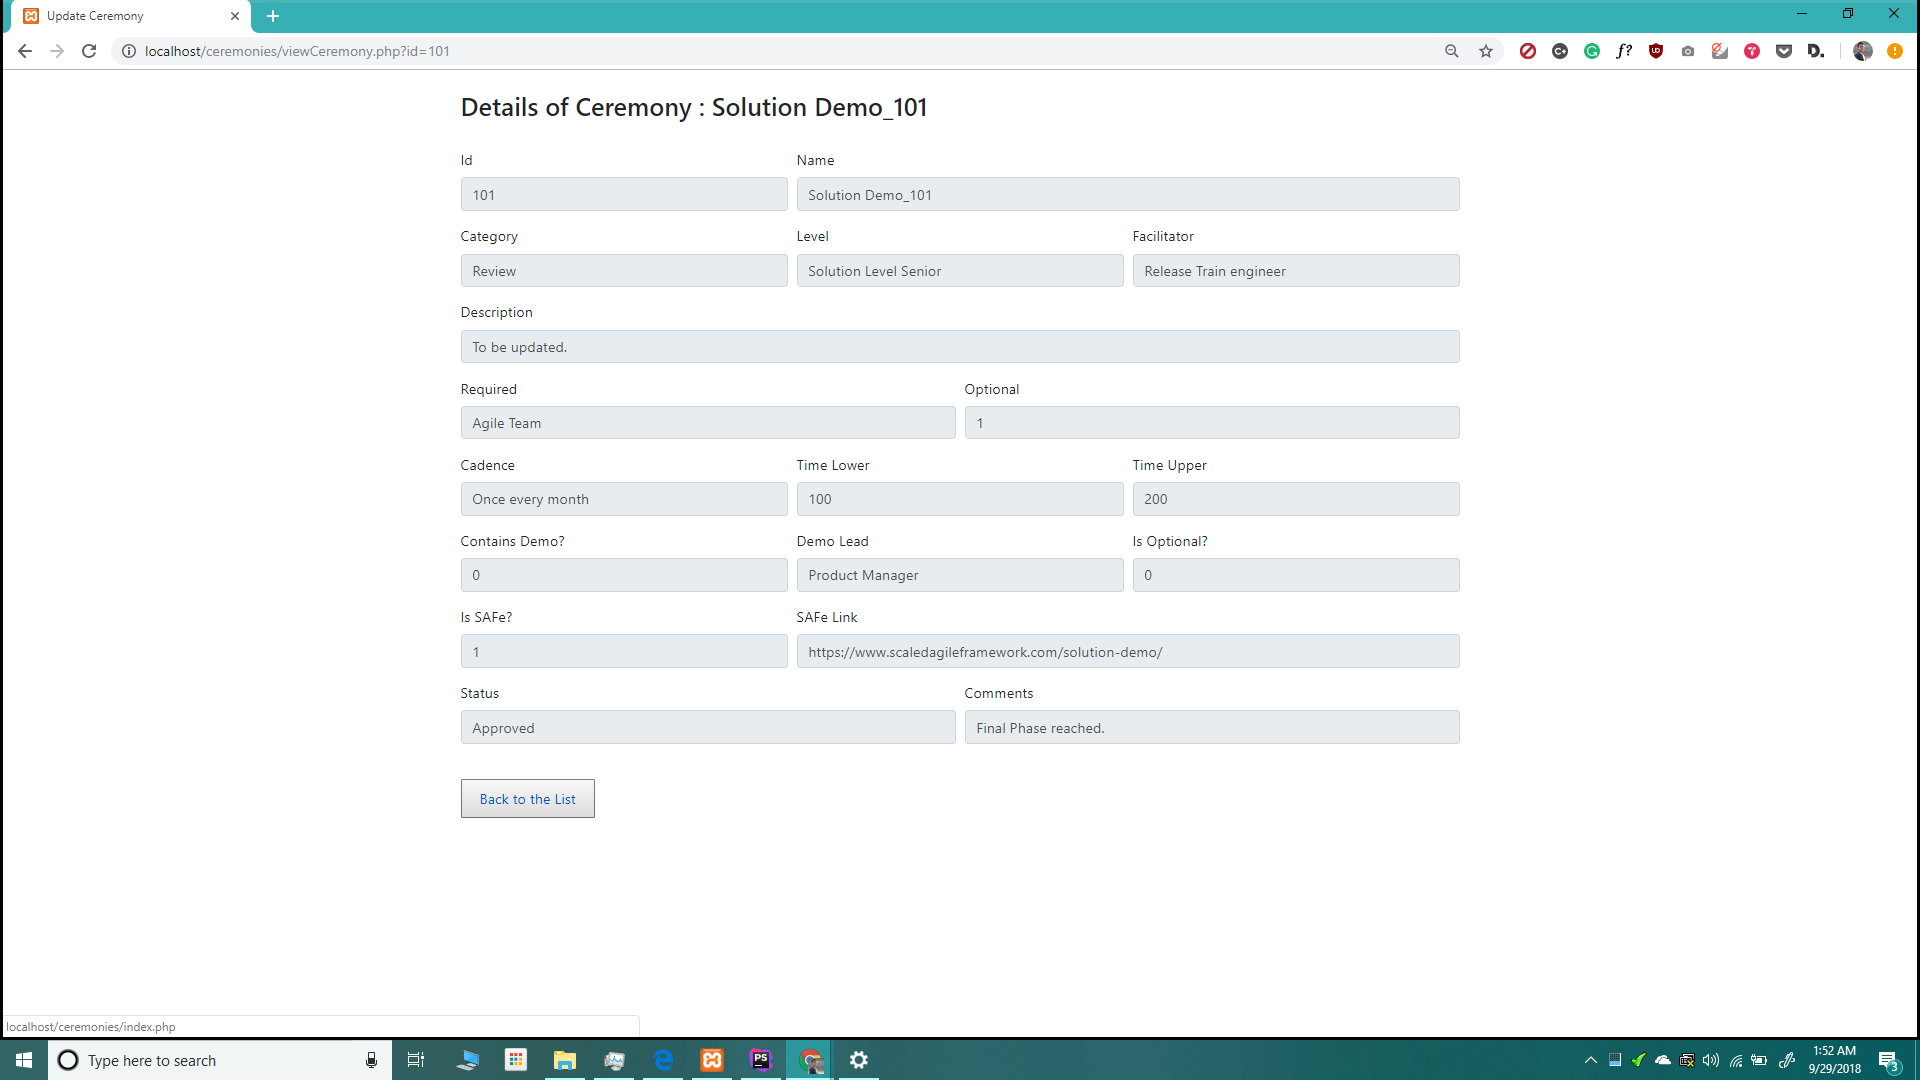 Update Ceremony
localhost/ceremonies/viewCeremony.php?id=101
Details of Ceremony : Solution Demo_101
Id Name
101 Solution Demo_101
Category Level Facilitator
Review Solution Level Senior Release Train engineer
Description
To be updated.
Required Optional
Agile Team 1
Cadence Time Lower Time Upper
Once every month 100 200
Contains Demo? Demo Lead Is Optional?
0 Product Manager 0
Is SAFe? SAFe Link
1 https://www.scaledagileframework.com/solution-demo/
Status Comments
Approved Final Phase reached.
Back to the List
localhost/ceremonies/index.php
Type here to search
PS
1:52 AM
9/29/2018
3